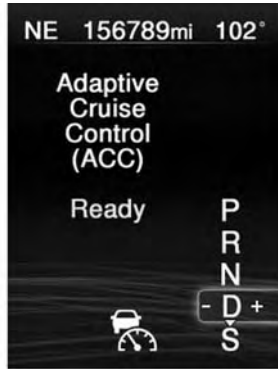 NE 156789mi 102°
Adaptive
Cruise
Control
(ACC)
Ready
P
R
N
- D +
S